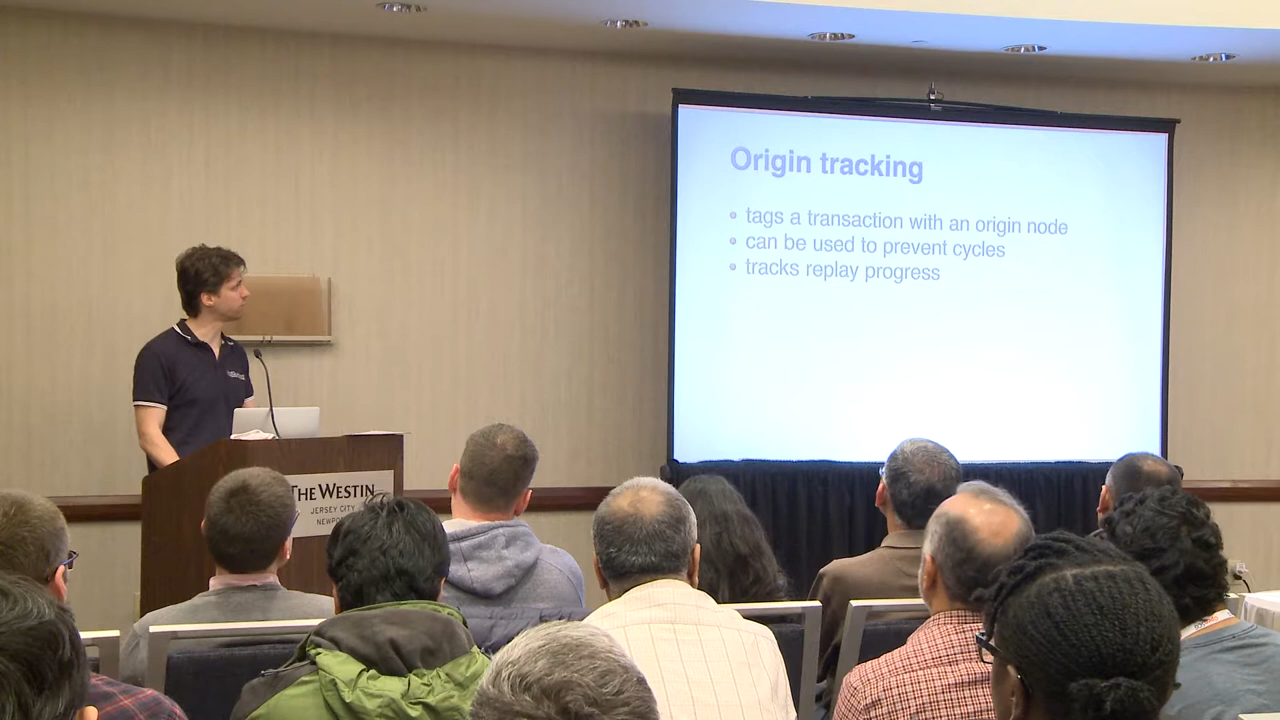 Origin tracking
• tags a transaction with an origin node
• can be used to prevent cycles
• tracks replay progress
THE WESTIN
JERSEY CITY